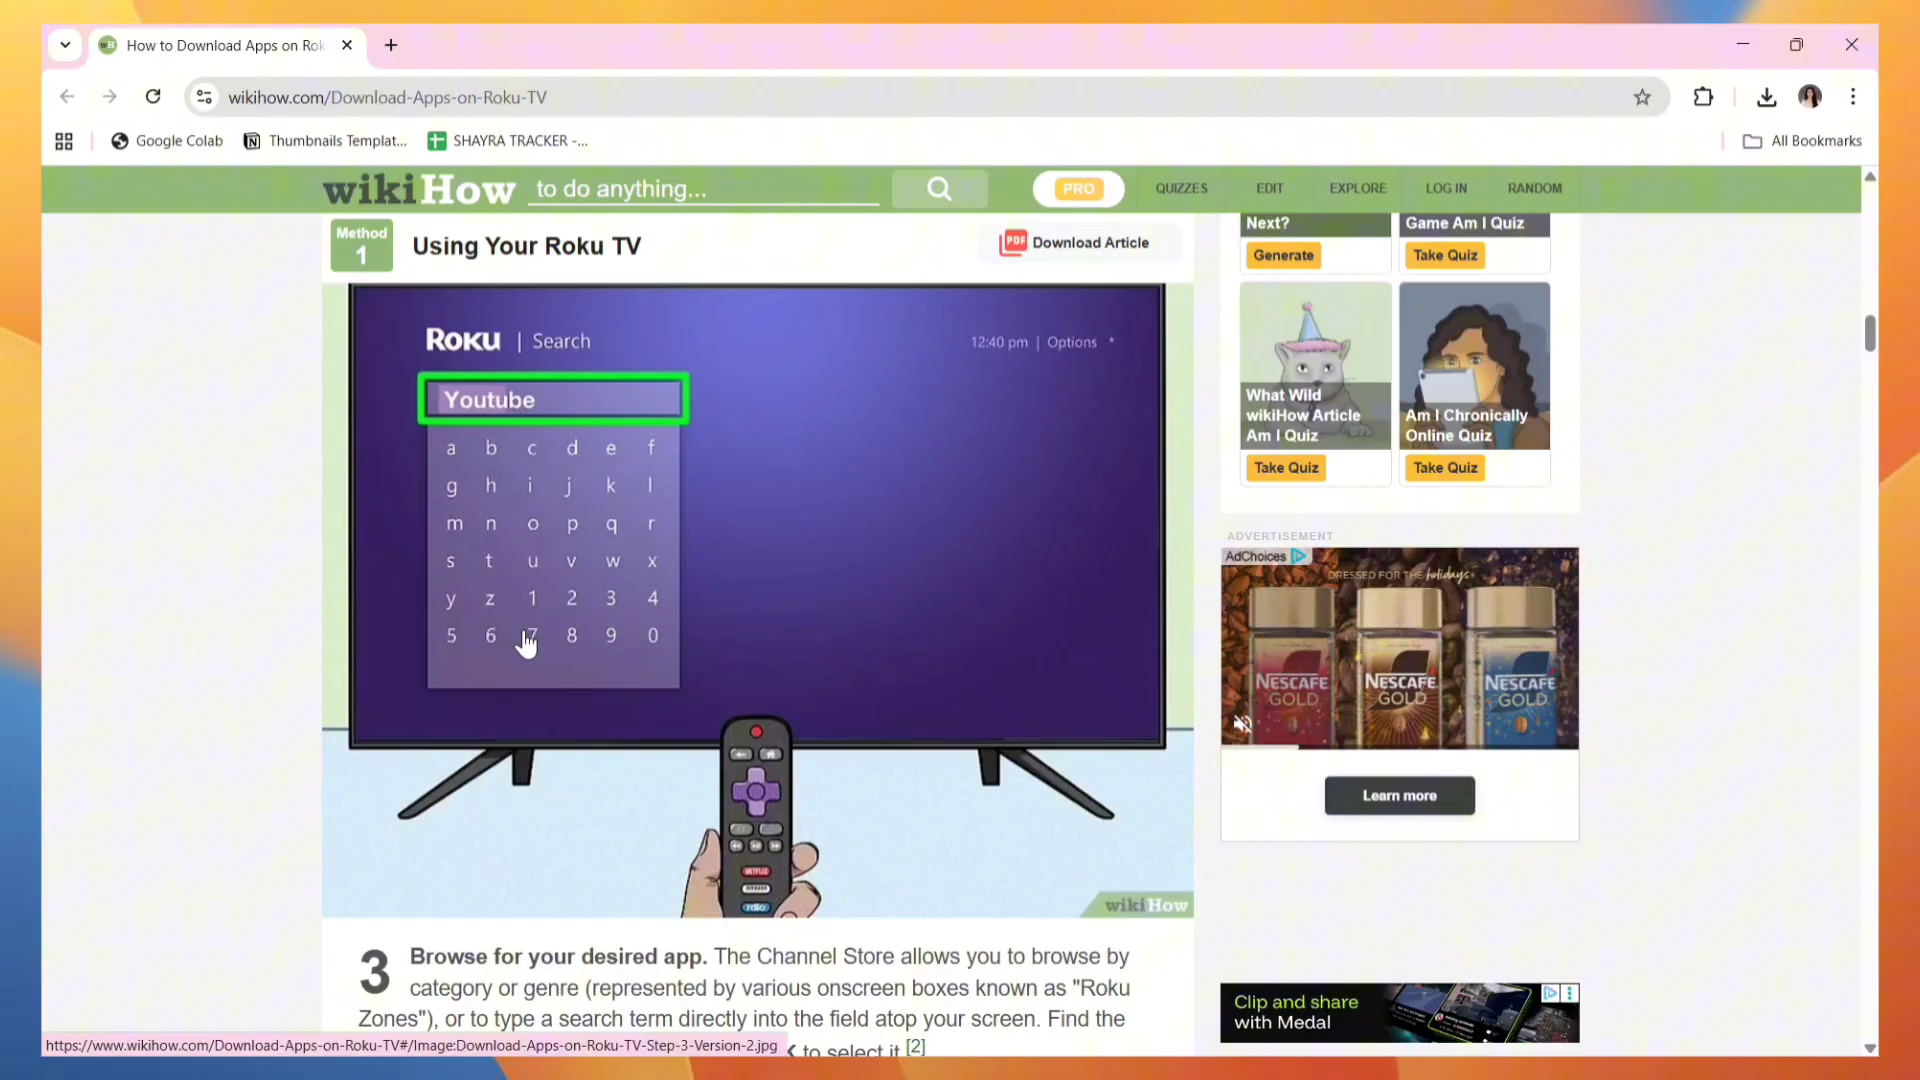 How to Download Apps on Rok
wikihow.com/Download-Apps-on-Roku-TV
Google Colab
Thumbnails Templat...
SHAYRA TRACKER -...
All Bookmarks
wikiHow to do anything...
PRO
QUIZZES
EDIT
EXPLORE
LOG IN
RANDOM
Method
1
Using Your Roku TV
PDF Download Article
ROKU | Search
12:40 pm | Options *
Youtube
a b c d e f
g h i j k l
m n o p q r
s t u v w x
y z 1 2 3 4
5 6 7 8 9 0
NETFLIX
rdio
wikiHow
3 Browse for your desired app. The Channel Store allows you to browse by
category or genre (represented by various onscreen boxes known as "Roku
Zones"), or to type a search term directly into the field atop your screen. Find the
to select it.[2]
https://www.wikihow.com/Download-Apps-on-Roku-TV#/Image:Download-Apps-on-Roku-TV-Step-3-Version-2.jpg
Next?
Generate
Game Am I Quiz
Take Quiz
What Wild
wikiHow Article
Am I Quiz
Take Quiz
Am I Chronically
Online Quiz
Take Quiz
ADVERTISEMENT
AdChoices
DRESSED FOR THE holidays
NESCAFÉ
GOLD
NESCAFÉ
GOLD
NESCAFÉ
GOLD
Learn more
Clip and share
with Medal